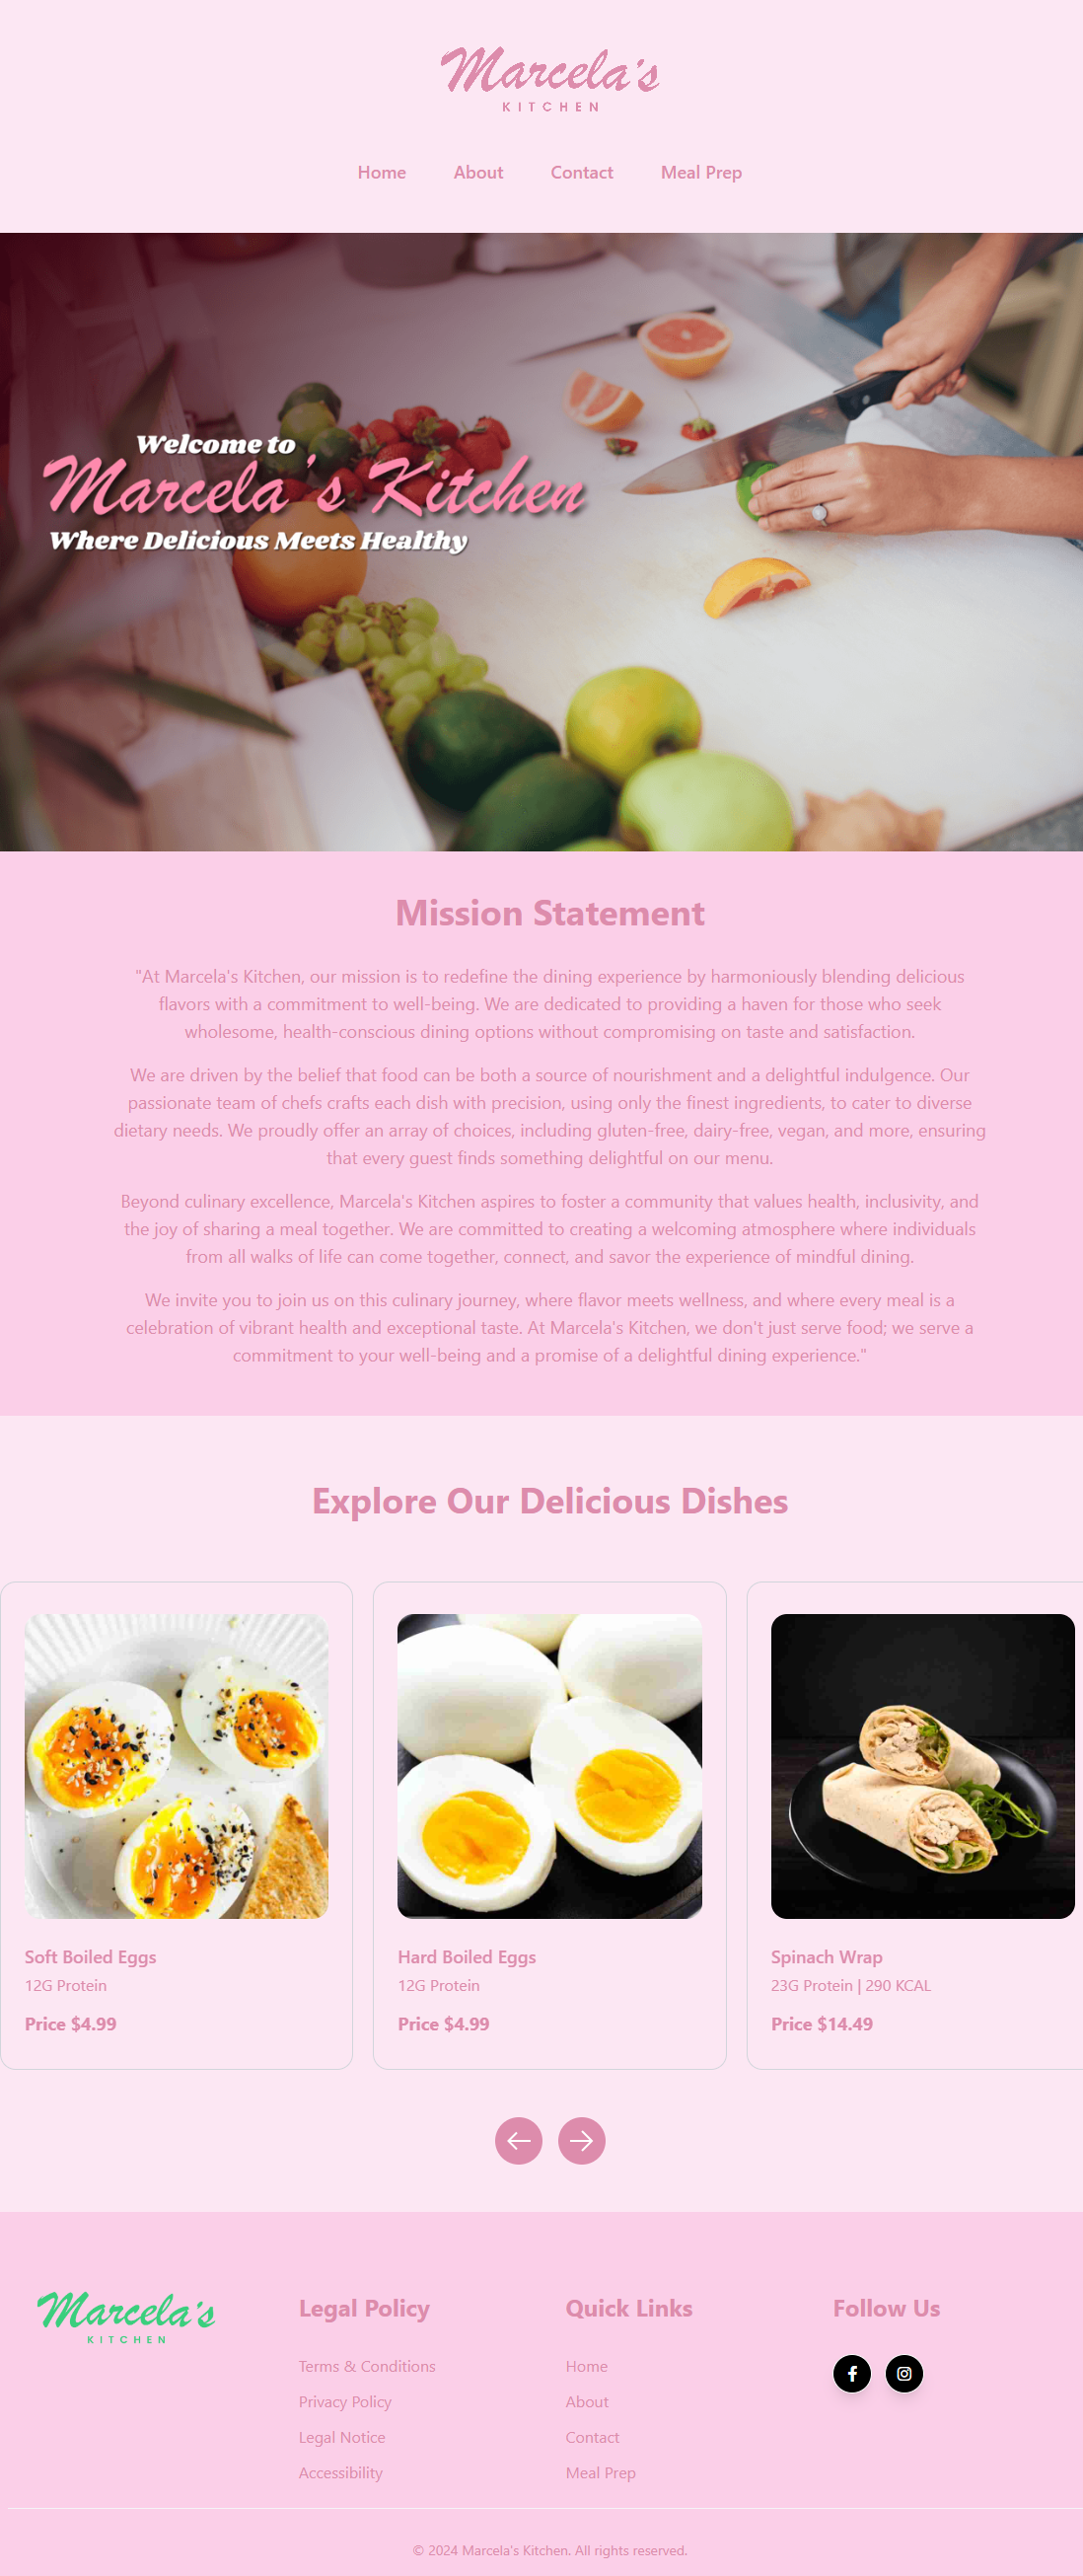 Marcela's
KITCHEN
Home About Contact Meal Prep
Welcome to
Marcela's Kitchen
Where Delicious Meets Healthy
Mission Statement
"At Marcela's Kitchen, our mission is to redefine the dining experience by harmoniously blending delicious
flavors with a commitment to well-being. We are dedicated to providing a haven for those who seek
wholesome, health-conscious dining options without compromising on taste and satisfaction.
We are driven by the belief that food can be both a source of nourishment and a delightful indulgence. Our
passionate team of chefs crafts each dish with precision, using only the finest ingredients, to cater to diverse
dietary needs. We proudly offer an array of choices, including gluten-free, dairy-free, vegan, and more, ensuring
that every guest finds something delightful on our menu.
Beyond culinary excellence, Marcela's Kitchen aspires to foster a community that values health, inclusivity, and
the joy of sharing a meal together. We are committed to creating a welcoming atmosphere where individuals
from all walks of life can come together, connect, and savor the experience of mindful dining.
We invite you to join us on this culinary journey, where flavor meets wellness, and where every meal is a
celebration of vibrant health and exceptional taste. At Marcela's Kitchen, we don't just serve food; we serve a
commitment to your well-being and a promise of a delightful dining experience."
Explore Our Delicious Dishes
Soft Boiled Eggs
12G Protein
Price $4.99
Hard Boiled Eggs
12G Protein
Price $4.99
Spinach Wrap
23G Protein | 290 KCAL
Price $14.49
Marcela's
KITCHEN
Legal Policy
Terms & Conditions
Privacy Policy
Legal Notice
Accessibility
Quick Links
Home
About
Contact
Meal Prep
Follow Us
© 2024 Marcela's Kitchen. All rights reserved.